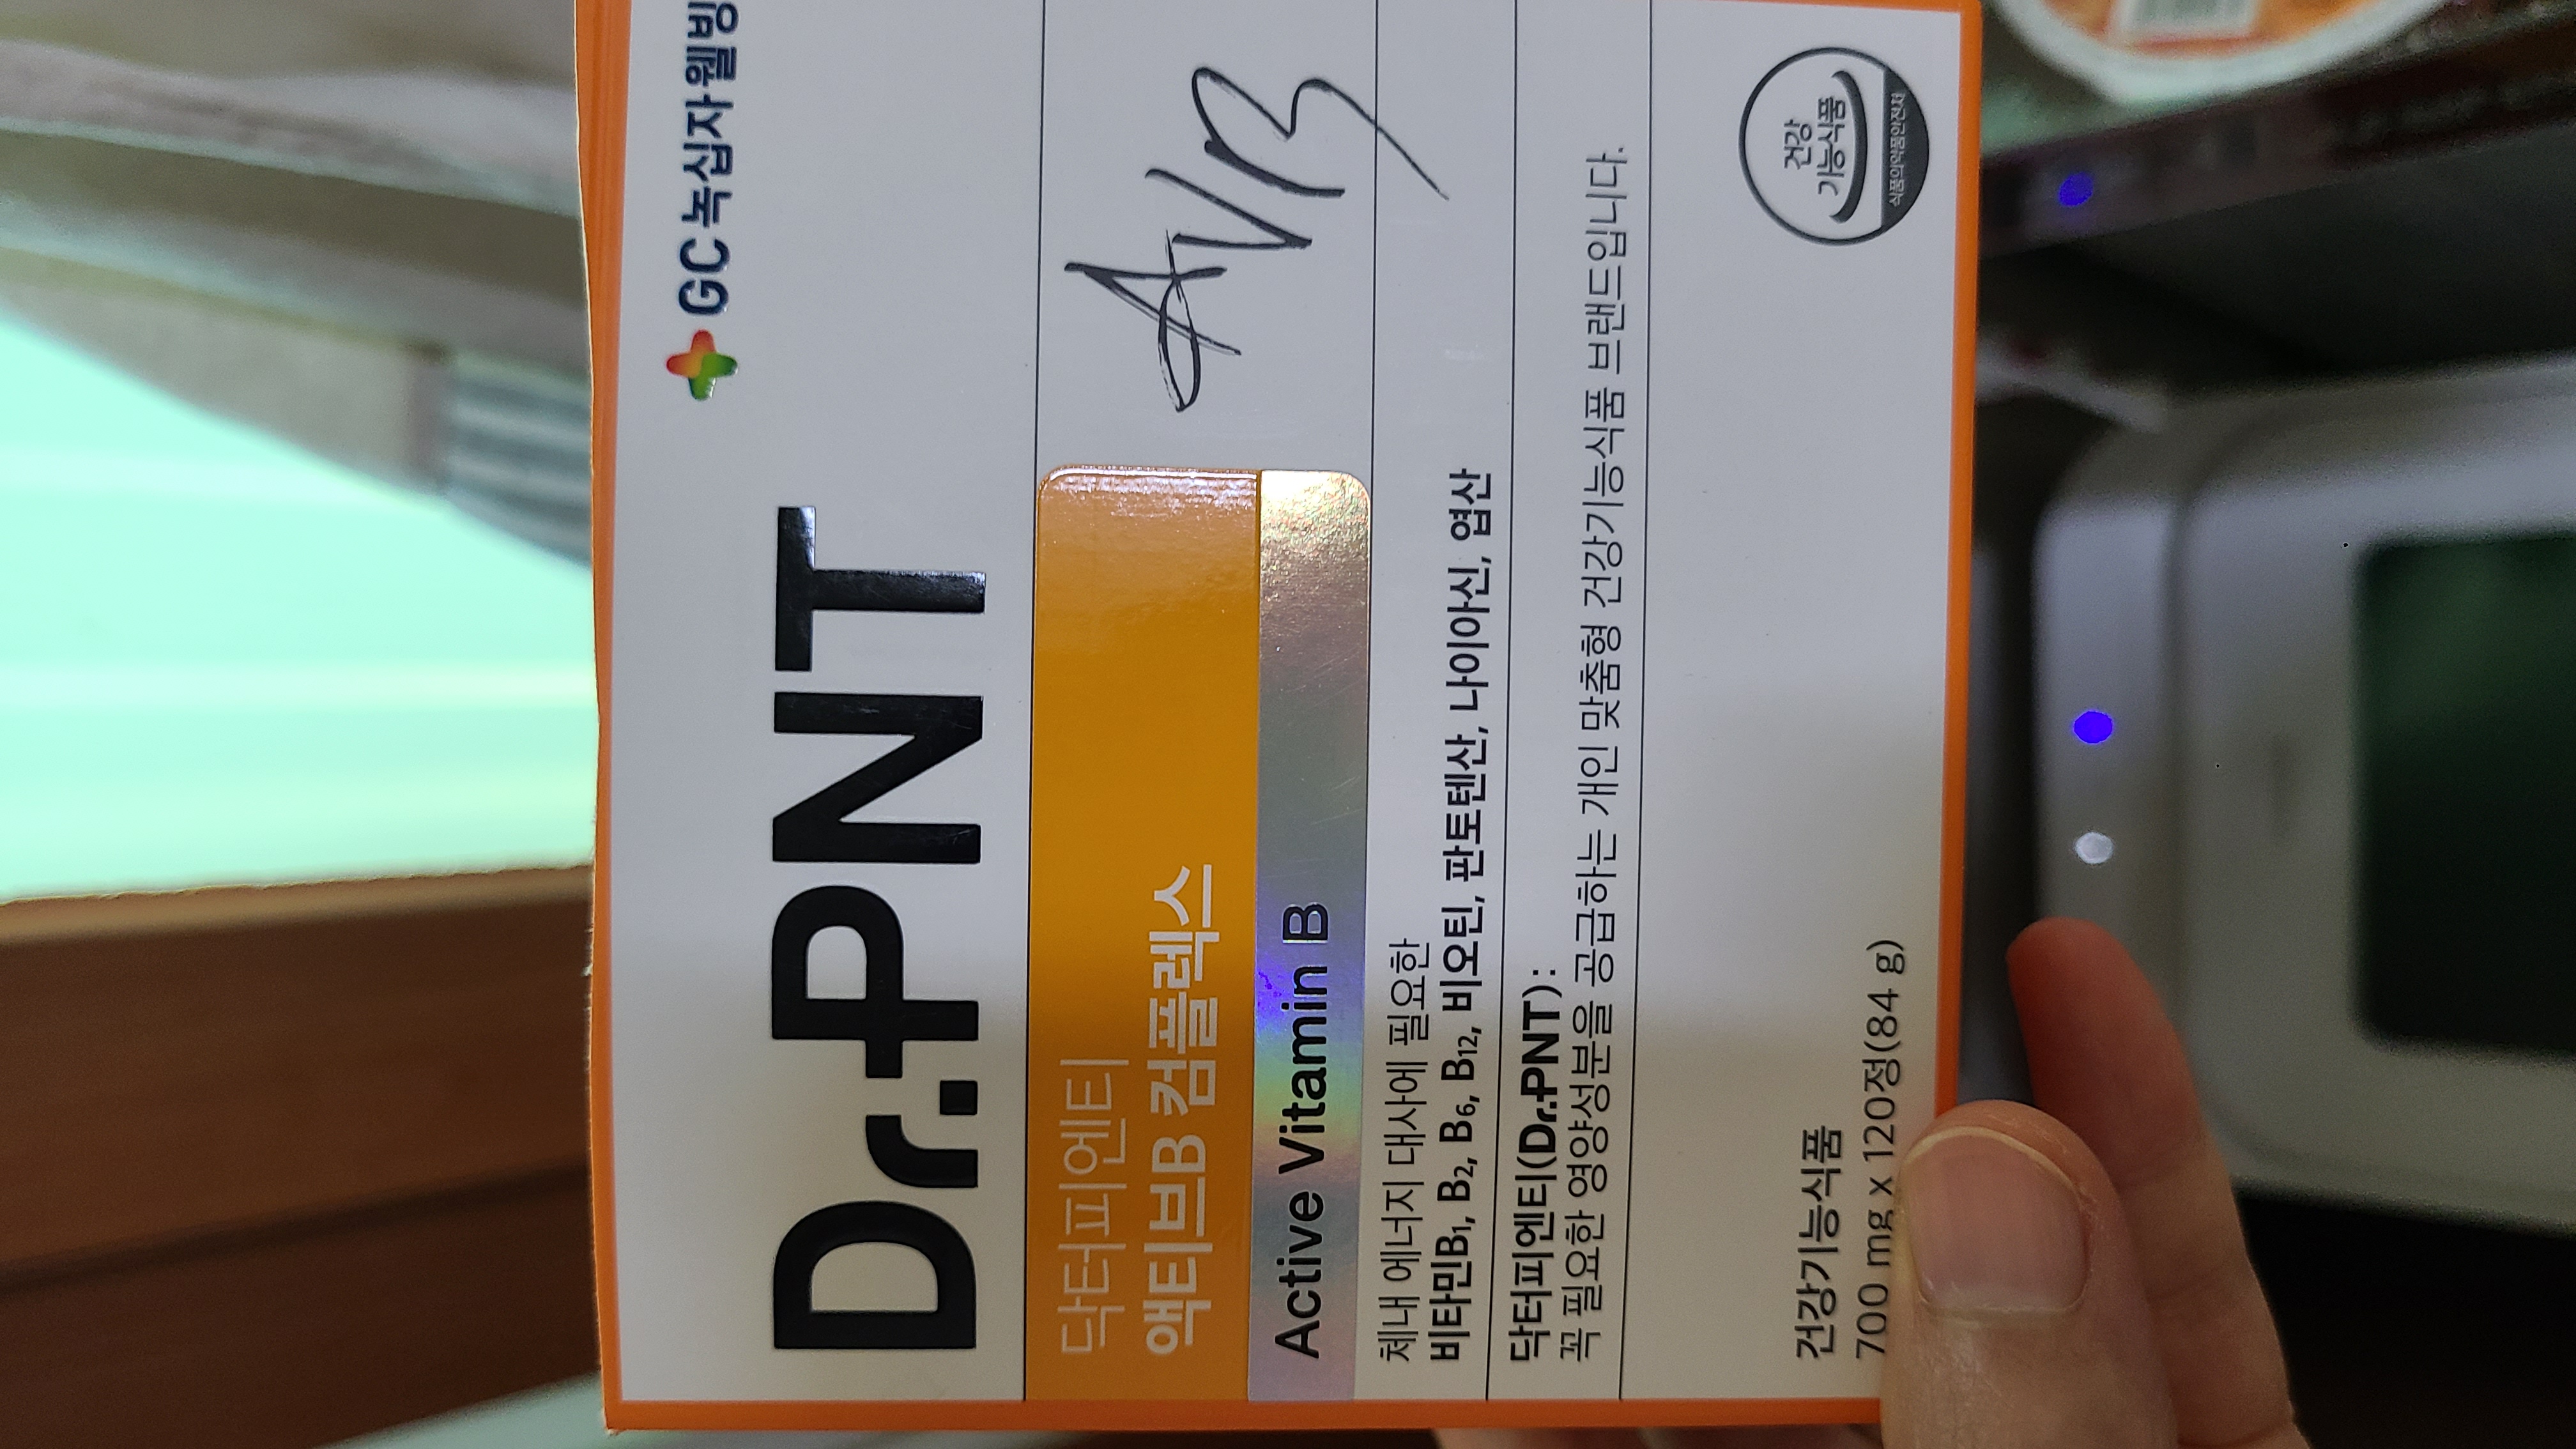 GC녹십자웰빙
Dr.PNT
닥터피엔티
액티브B 컴플렉스
AVB
Active Vitamin B
체내 에너지 대사에 필요한
비타민B₁, B₂, B₆, B₁₂, 비오틴, 판토텐산, 나이아신, 엽산
닥터피엔티(Dr.PNT) :
꼭 필요한 영양성분을 공급하는 개인 맞춤형 건강기능식품 브랜드입니다.
건강기능식품
700 mg x 120정(84 g)
건강
기능식품
식품의약품안전처